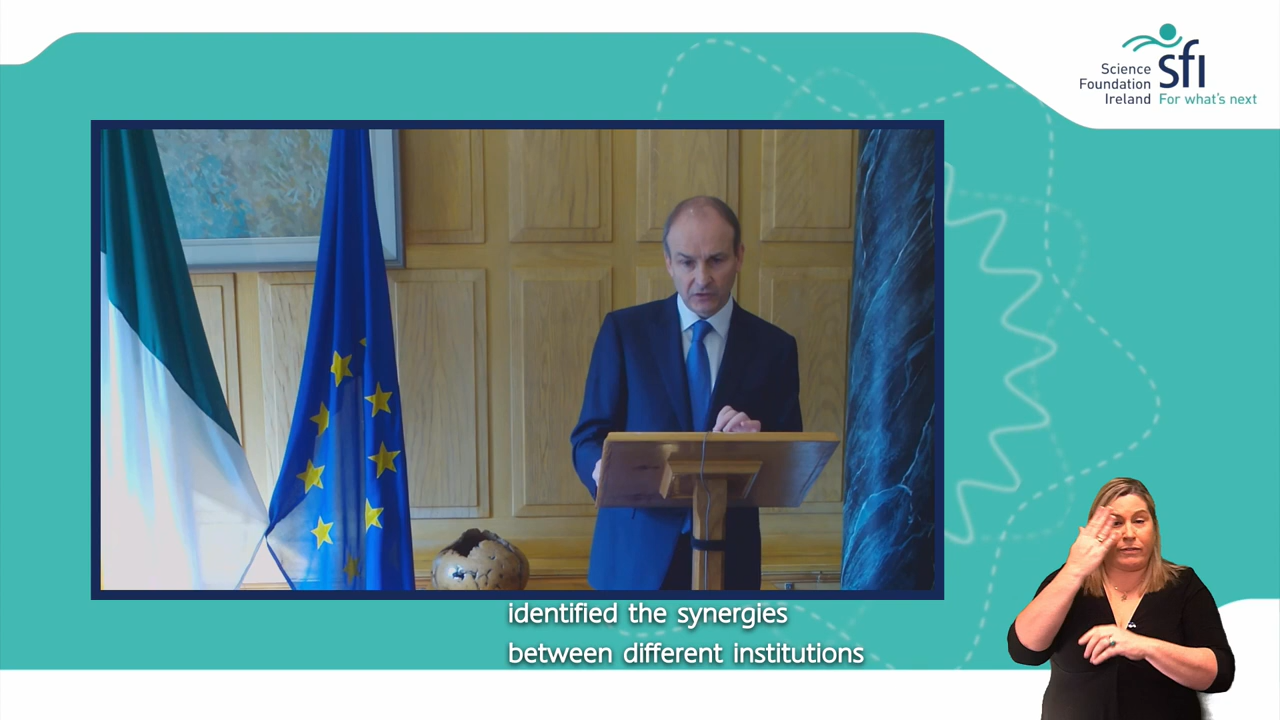 Science
Foundation
Ireland
sfi
For what's next
identified the synergies
between different institutions